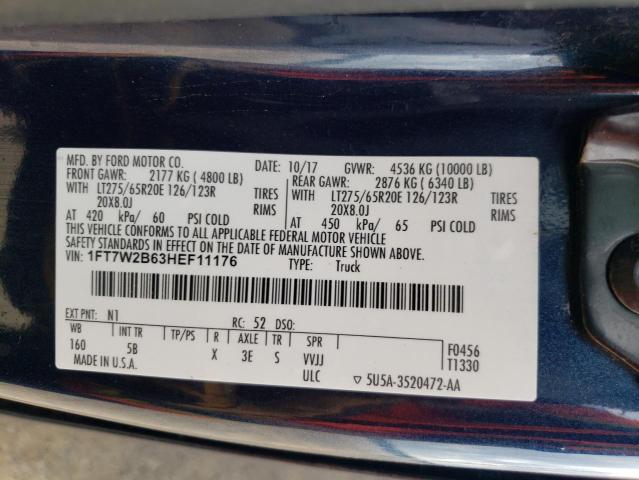 MFD. BY FORD MOTOR CO. DATE: 10/17 GVWR: 4536 KG (10000 LB)
FRONT GAWR: 2177 KG ( 4800 LB) REAR GAWR: 2876 KG ( 6340 LB)
WITH LT275/65R20E 126/123R TIRES WITH LT275/65R20E 126/123R TIRES
20X8.0J RIMS 20X8.0J RIMS
AT 420 kPa/ 60 PSI COLD AT 450 kPa/ 65 PSI COLD
THIS VEHICLE CONFORMS TO ALL APPLICABLE FEDERAL MOTOR VEHICLE
SAFETY STANDARDS IN EFFECT ON THE DATE OF MANUFACTURE SHOWN ABOVE.
VIN: 1FT7W2B63HEF11176 TYPE: Truck
EXT PNT: N1 RC: 52 DSO:
WB INT TR TP/PS R AXLE TR SPR F0456
160 5B X 3E S VVJJ T1330
MADE IN U.S.A. ULC ▽ 5U5A-3520472-AA